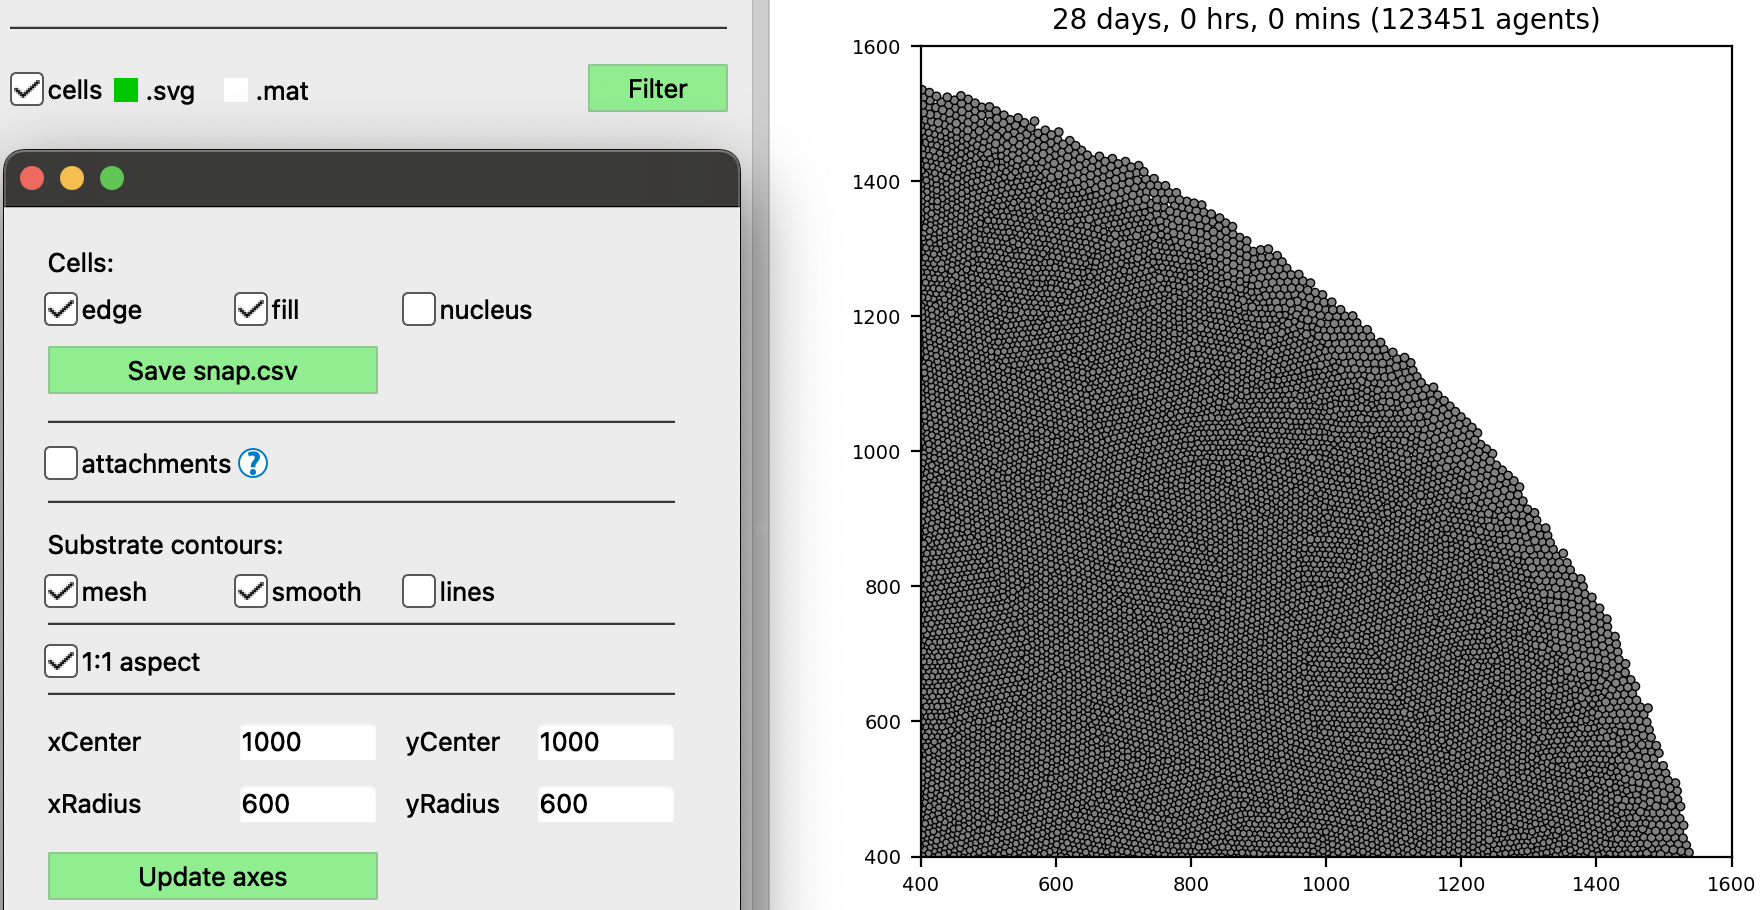 cells .svg .mat Filter
Cells:
edge fill nucleus
Save snap.csv
attachments ?
Substrate contours:
mesh smooth lines
1:1 aspect
xCenter 1000 yCenter 1000
xRadius 600 yRadius 600
Update axes
28 days, 0 hrs, 0 mins (123451 agents)
1600
1400
1200
1000
800
600
400
400 600 800 1000 1200 1400 1600